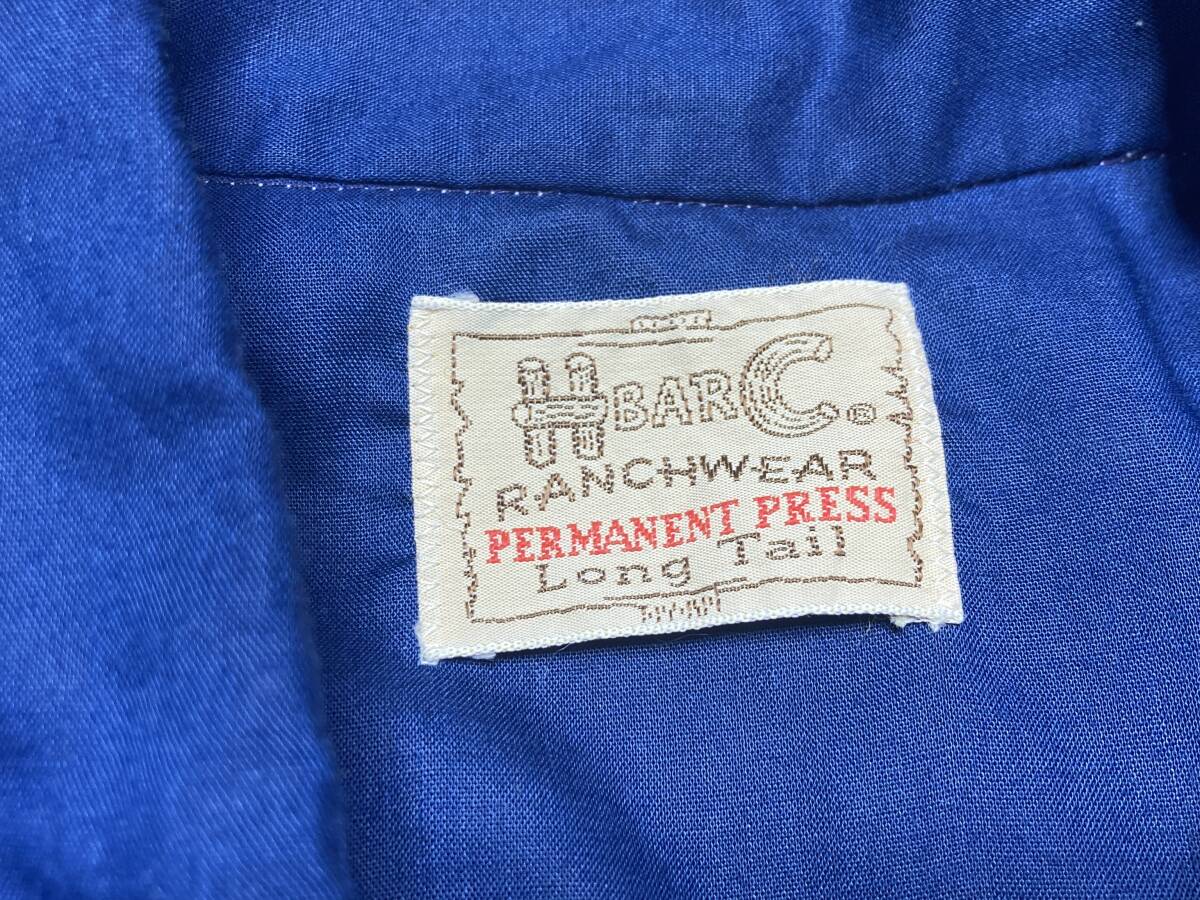 H BAR C®
RANCHWEAR
PERMANENT PRESS
Long Tail